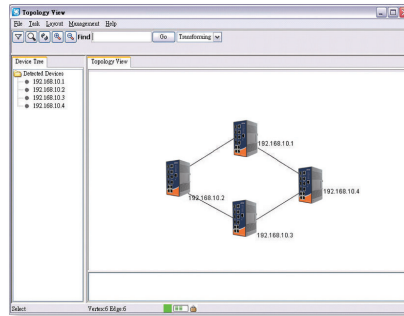 Topology View
File Task Layout Management Help
Find Go Transforming
Device Tree Topology View
Detected Devices
192.168.10.1
192.168.10.2
192.168.10.3
192.168.10.4
192.168.10.1
192.168.10.2
192.168.10.4
192.168.10.3
Select Vertex:6 Edge:6